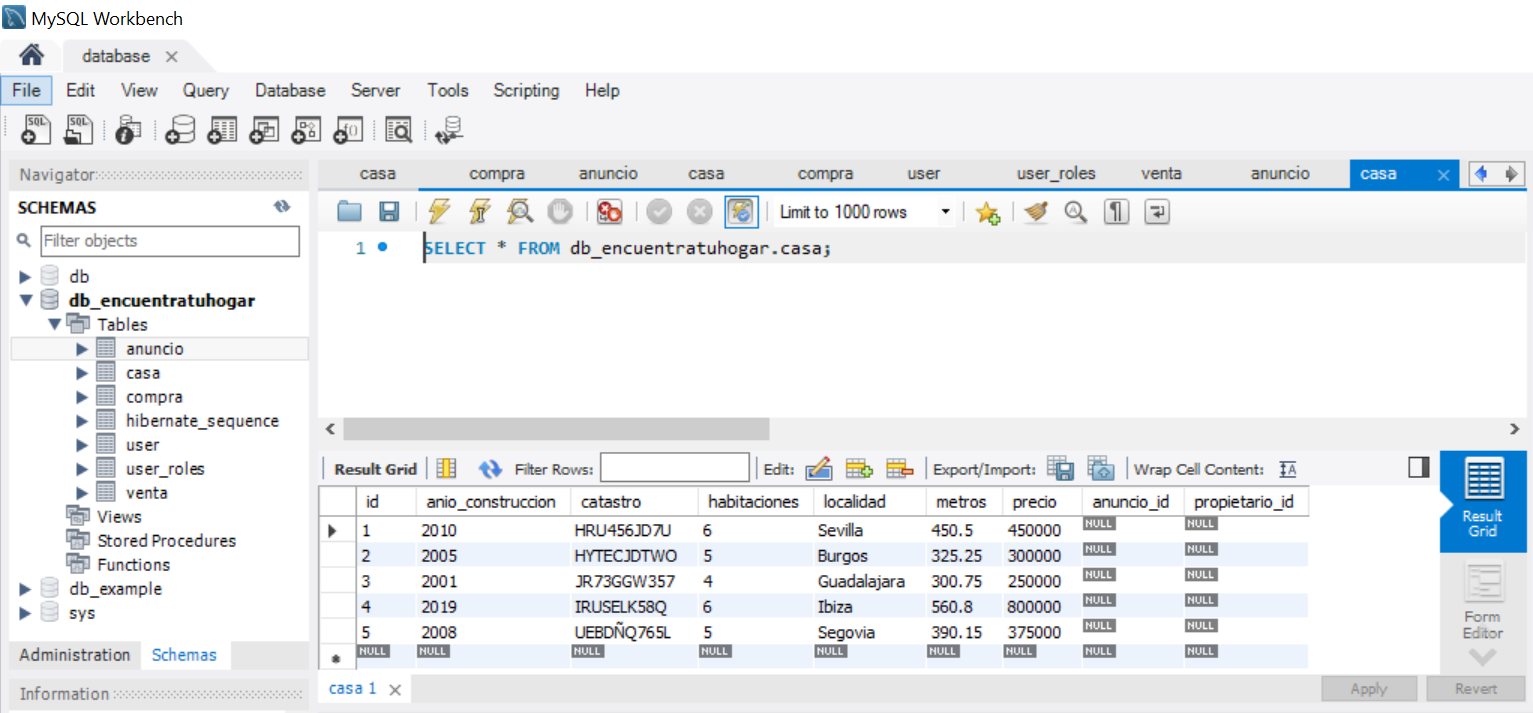 MySQL Workbench
database
File Edit View Query Database Server Tools Scripting Help
SQL SQL
Navigator
SCHEMAS
Filter objects
db
db_encuentratuhogar
Tables
anuncio
casa
compra
hibernate_sequence
user
user_roles
venta
Views
Stored Procedures
Functions
db_example
sys
Administration Schemas
Information
casa compra anuncio casa compra user user_roles venta anuncio casa
Limit to 1000 rows
1 SELECT * FROM db_encuentratuhogar.casa;
Result Grid Filter Rows: Edit: Export/Import: Wrap Cell Content:
id anio_construccion catastro habitaciones localidad metros precio anuncio_id propietario_id
1 2010 HRU456JD7U 6 Sevilla 450.5 450000 NULL NULL
2 2005 HYTECJDTWO 5 Burgos 325.25 300000 NULL NULL
3 2001 JR73GGW357 4 Guadalajara 300.75 250000 NULL NULL
4 2019 IRUSELK58Q 6 Ibiza 560.8 800000 NULL NULL
5 2008 UEBDÑQ765L 5 Segovia 390.15 375000 NULL NULL
NULL NULL NULL NULL NULL NULL NULL NULL NULL
Result
Grid
Form
Editor
casa 1
Apply Revert